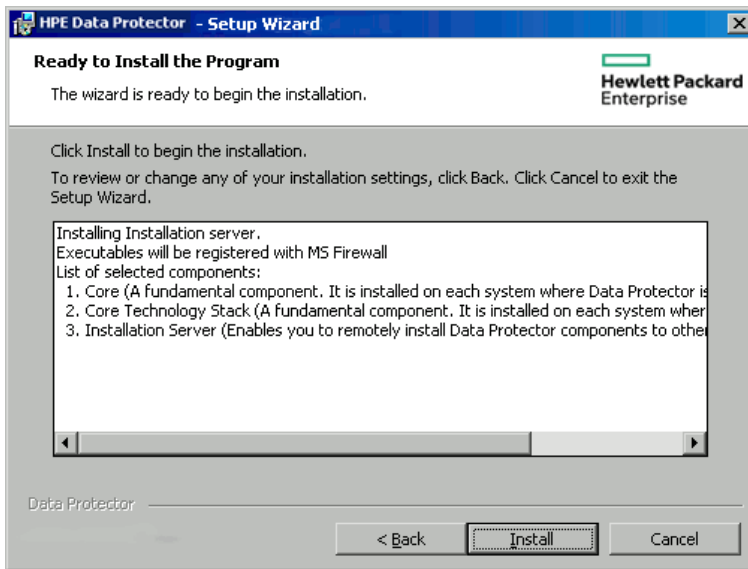 HPE Data Protector - Setup Wizard
Ready to Install the Program
The wizard is ready to begin the installation.
Hewlett Packard
Enterprise
Click Install to begin the installation.
To review or change any of your installation settings, click Back. Click Cancel to exit the
Setup Wizard.
Installing Installation server.
Executables will be registered with MS Firewall
List of selected components:
1. Core (A fundamental component. It is installed on each system where Data Protector is
2. Core Technology Stack (A fundamental component. It is installed on each system wher
3. Installation Server (Enables you to remotely install Data Protector components to other
Data Protector
< Back
Install
Cancel